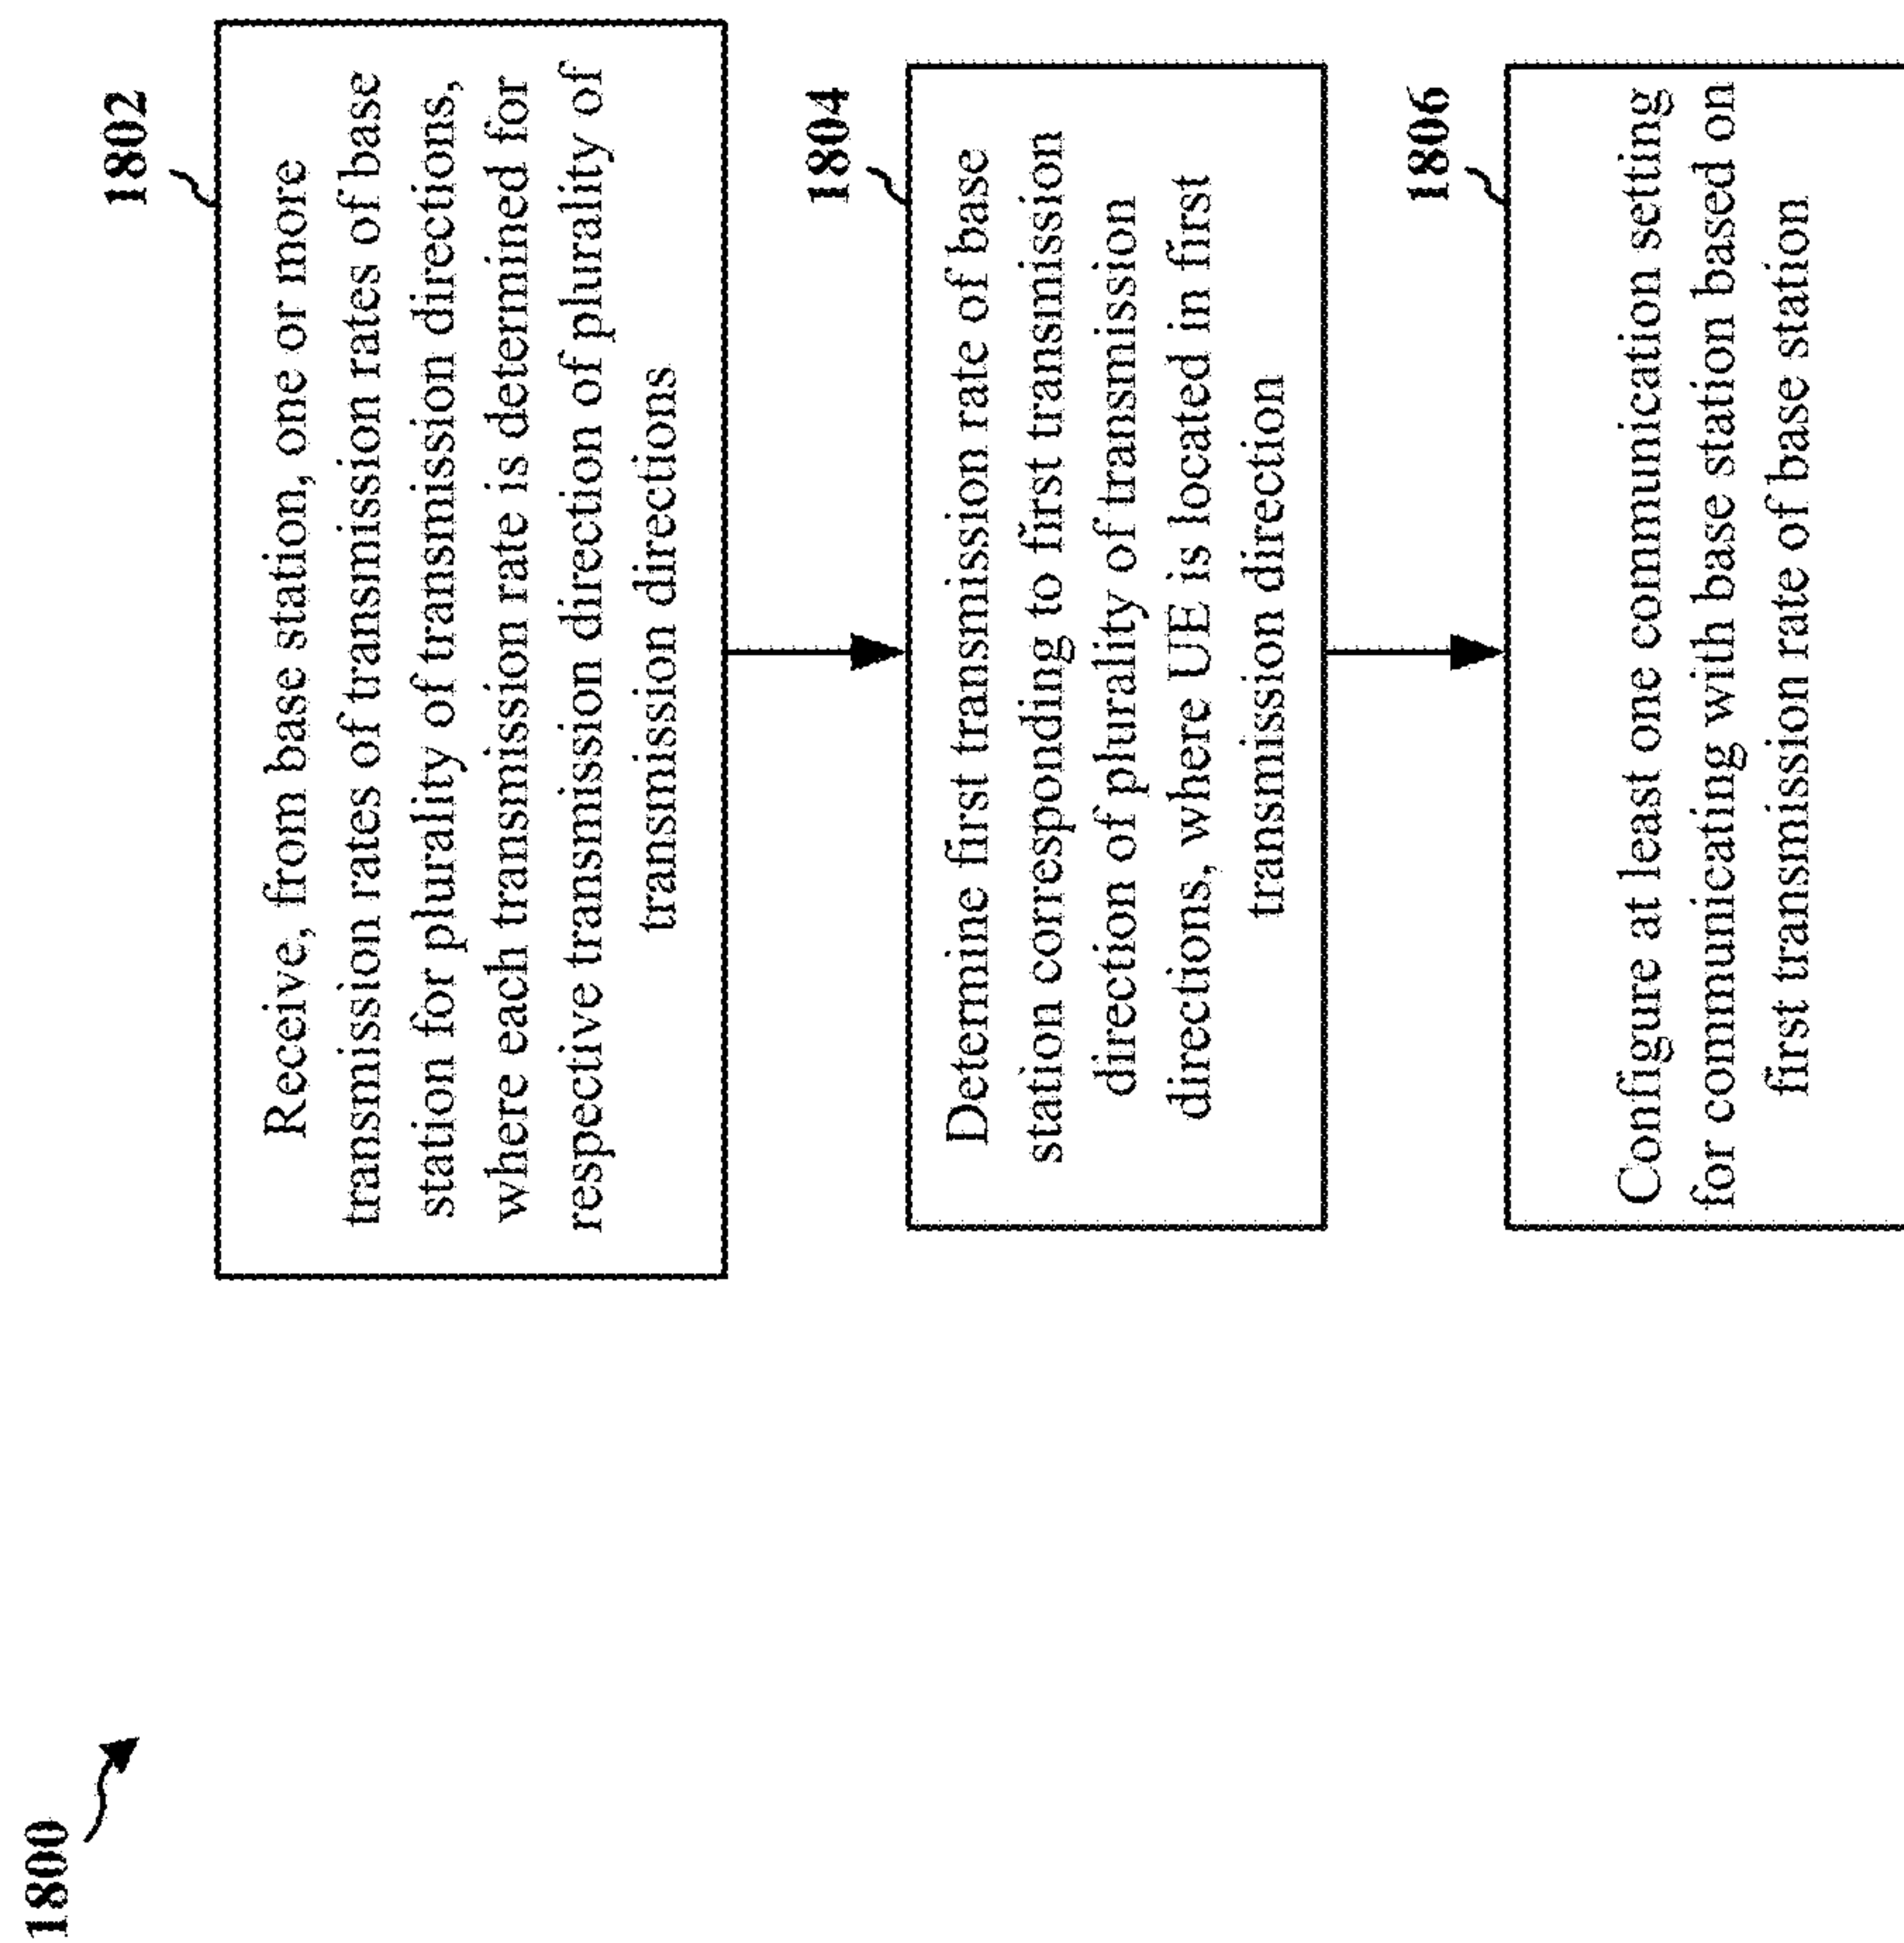 1800
1802
Receive, from base station, one or more
transmission rates of transmission rates of base
station for plurality of transmission directions,
where each transmission rate is determined for
respective transmission direction of plurality of
transmission directions
1804
Determine first transmission rate of base
station corresponding to first transmission
direction of plurality of transmission
directions, where UE is located in first
transmission direction
1806
Configure at least one communication setting
for communicating with base station based on
first transmission rate of base station